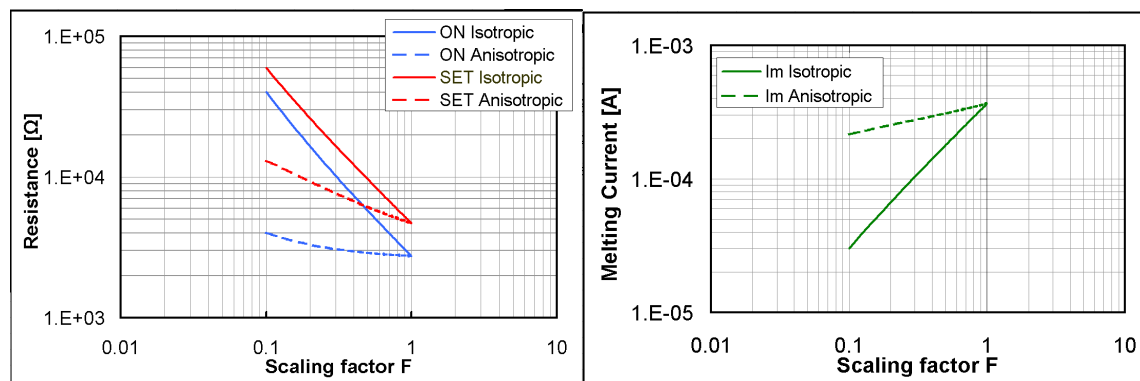 ON Isotropic
ON Anisotropic
SET Isotropic
SET Anisotropic
1.E+05
1.E+04
1.E+03
Resistance [Ω]
0.01
0.1
1
10
Scaling factor F
Im Isotropic
Im Anisotropic
1.E-03
1.E-04
1.E-05
Melting Current [A]
0.01
0.1
1
10
Scaling factor F